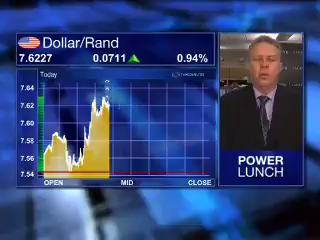 Dollar/Rand
7.6227 0.0711 0.94%
Today
7.64
7.62
7.60
7.58
7.56
7.54
OPEN MID CLOSE
POWER
LUNCH